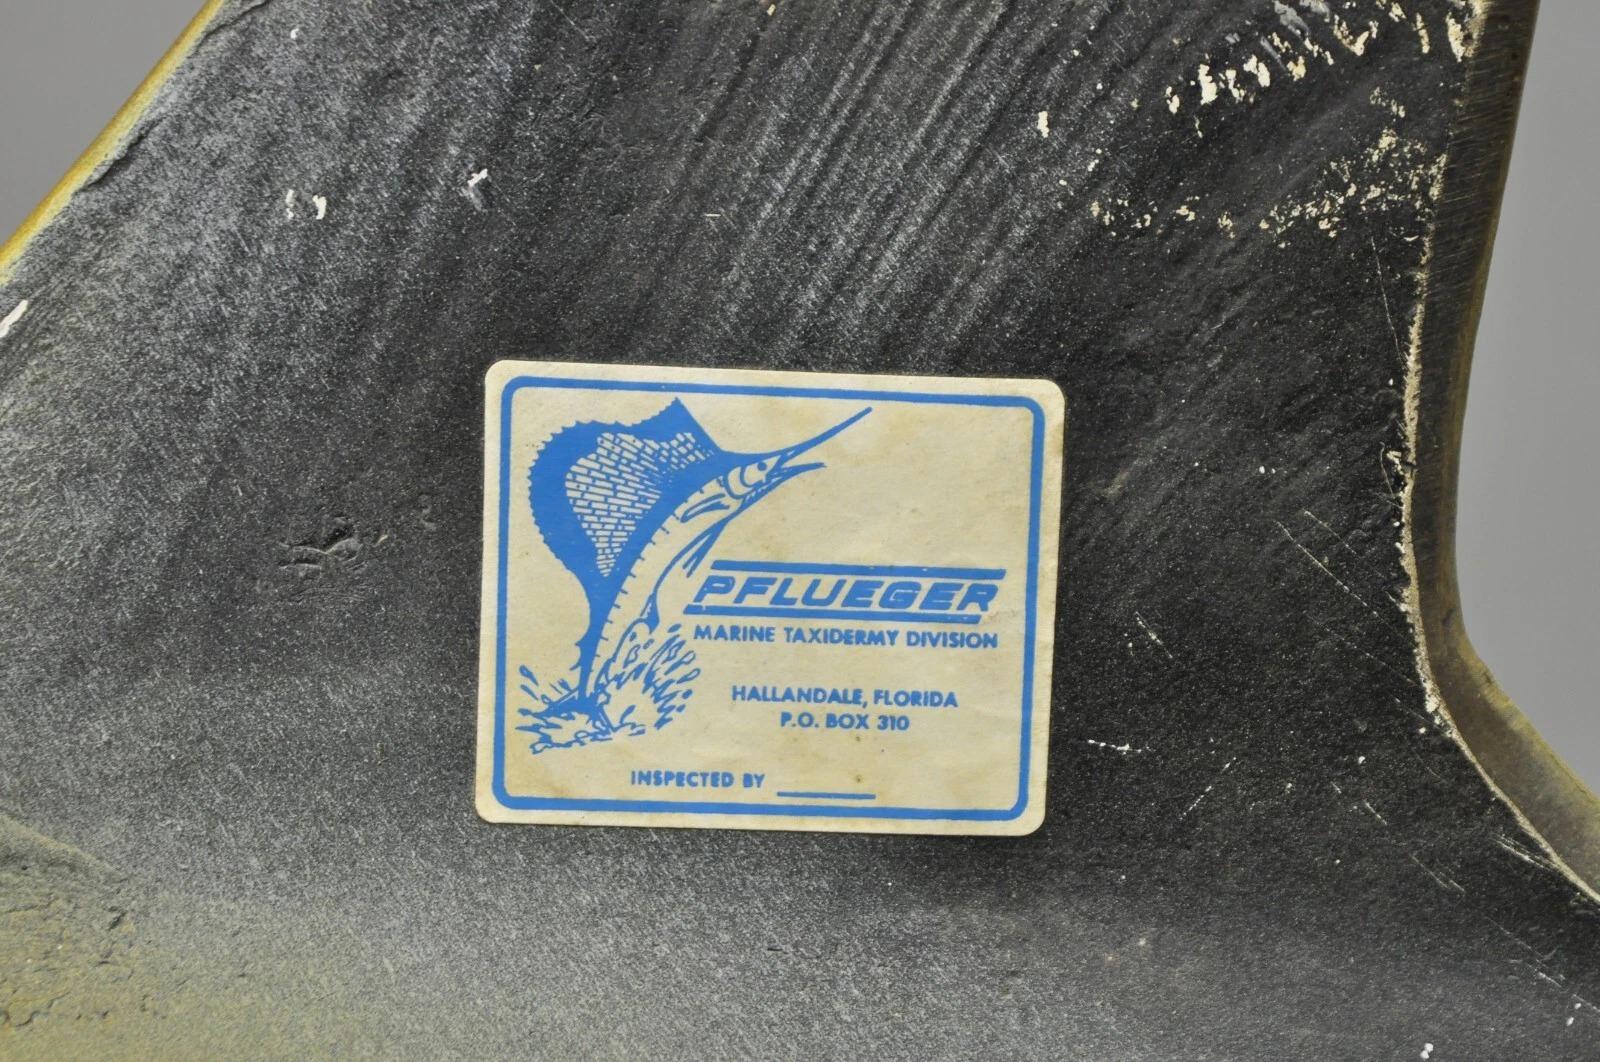 PFLUEGER
MARINE TAXIDERMY DIVISION
HALLANDALE, FLORIDA
P.O. BOX 310
INSPECTED BY